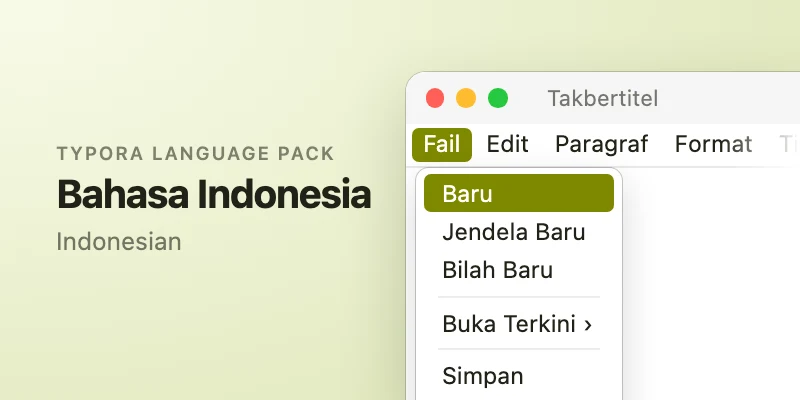 TYPORA LANGUAGE PACK
Bahasa Indonesia
Indonesian
Takbertitel
Fail Edit Paragraf Format
Baru
Jendela Baru
Bilah Baru
Buka Terkini ›
Simpan